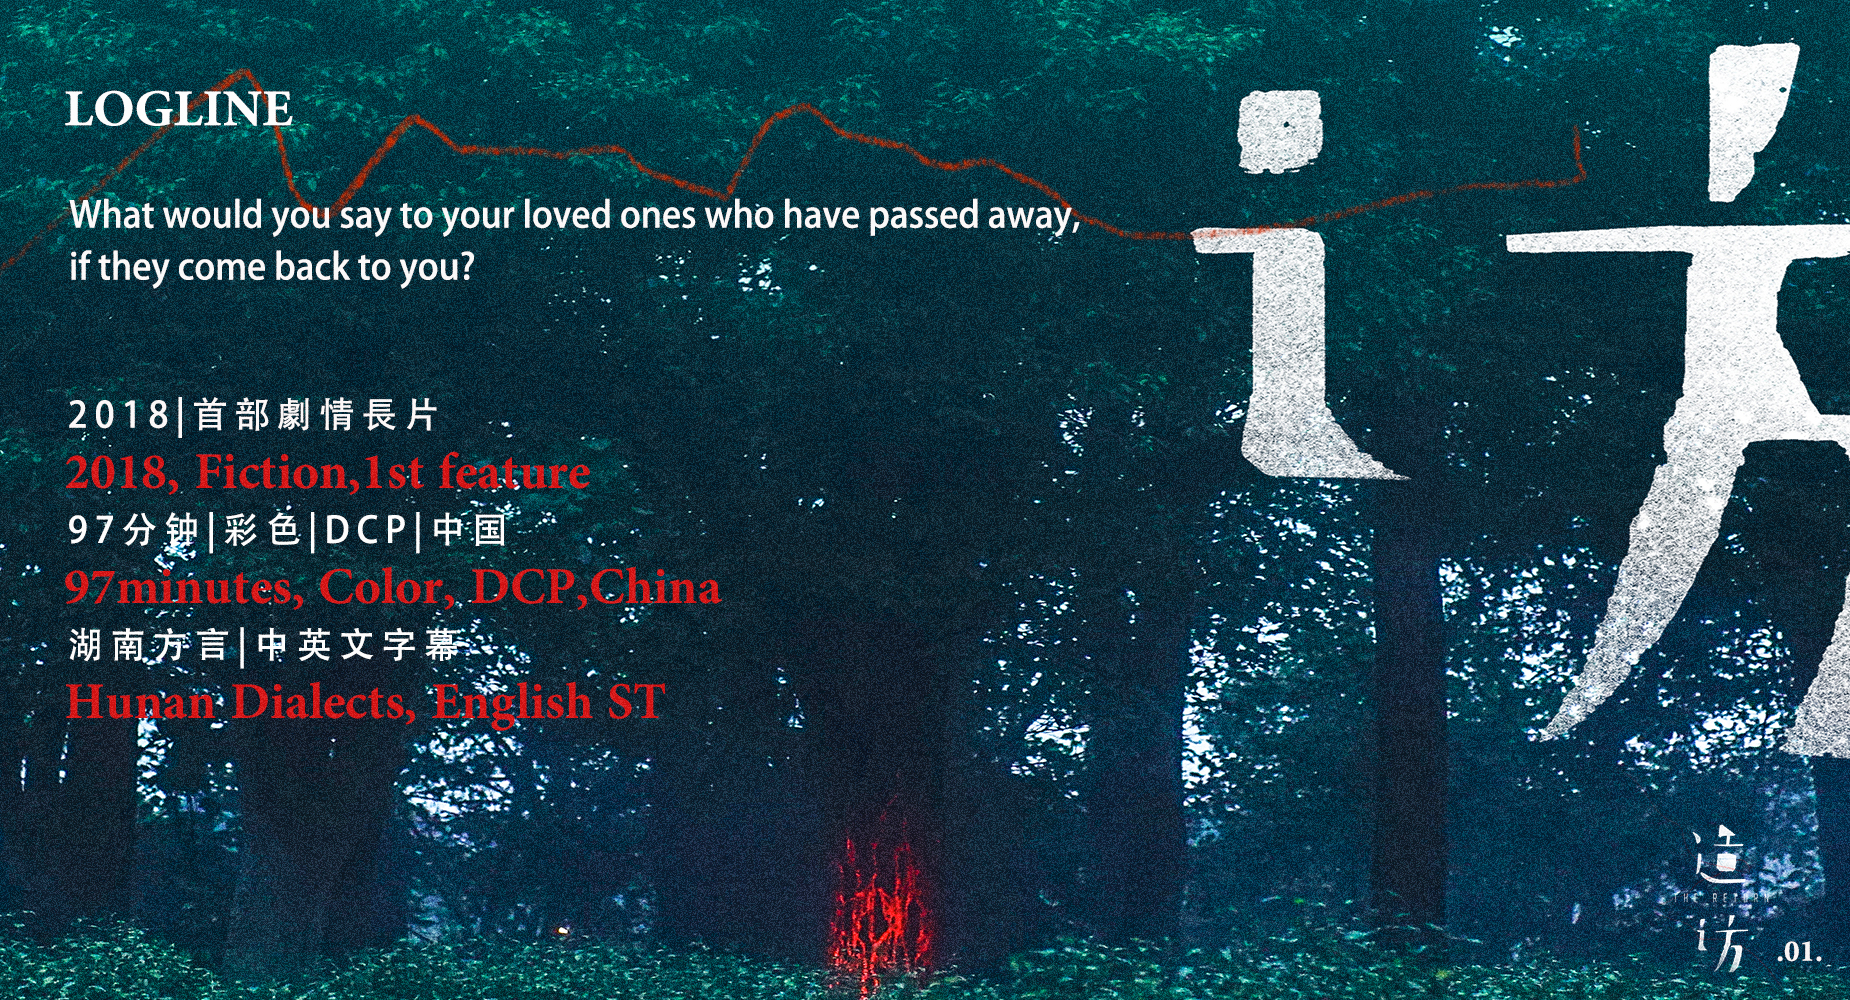 LOGLINE
What would you say to your loved ones who have passed away,
if they come back to you?
2018|首部劇情長片
2018, Fiction,1st feature
97分钟|彩色|DCP|中国
97minutes, Color, DCP,China
湖南方言|中英文字幕
Hunan Dialects, English ST
访
造
THE RETURN
访
.01.